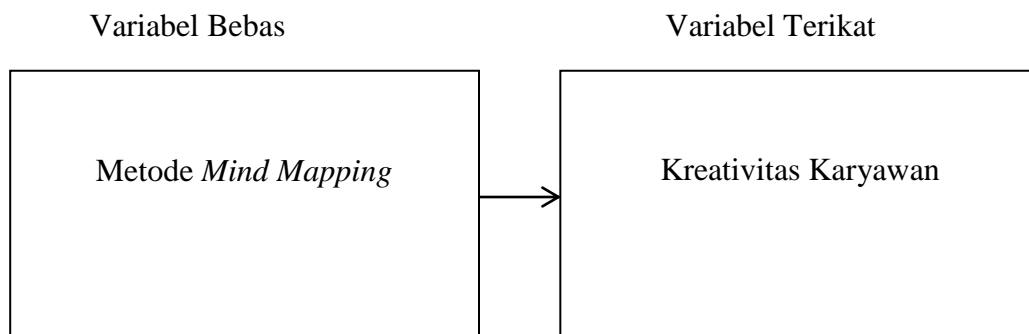 Variabel Bebas
Variabel Terikat
Metode Mind Mapping
Kreativitas Karyawan